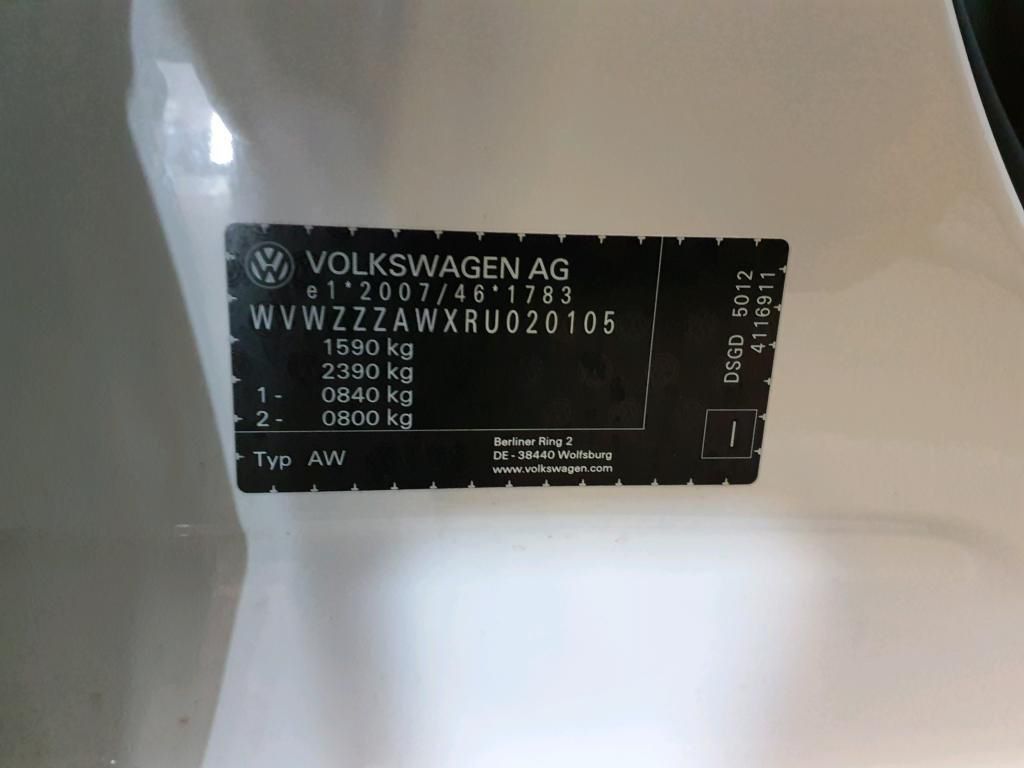 VOLKSWAGEN AG
e1*2007/46*1783
WVWZZZAWXRU020105
1590 kg
2390 kg
1 - 0840 kg
2 - 0800 kg
Typ AW
Berliner Ring 2
DE - 38440 Wolfsburg
www.volkswagen.com
DSGD 5012
4116911
I